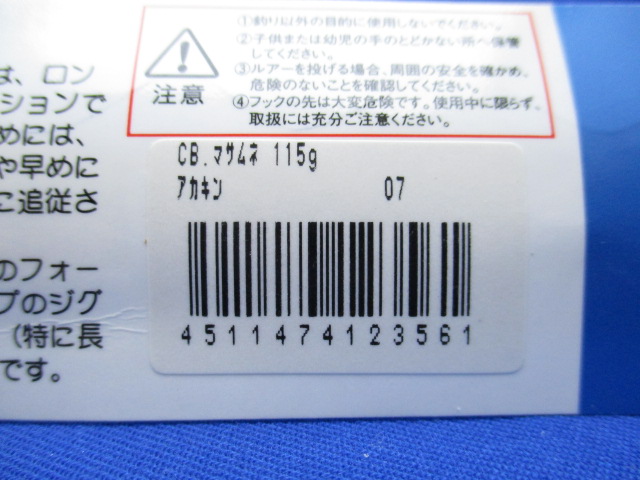 ①釣り以外の目的に使用しないでください。
②子供または幼児の手のとどかない所へ保管
してください。
③ルアーを投げる場合、周囲の安全を確かめ、
危険のないことを確認してください。
④フックの先は大変危険です。使用中に限らず、
取扱には充分ご注意ください。
注意
は、ロン
ションで
めには、
や早めに
に追従さ
のフォー
プのジグ
（特に長
です。
CB.マサムネ 115g
アカキン 07
4511474123561